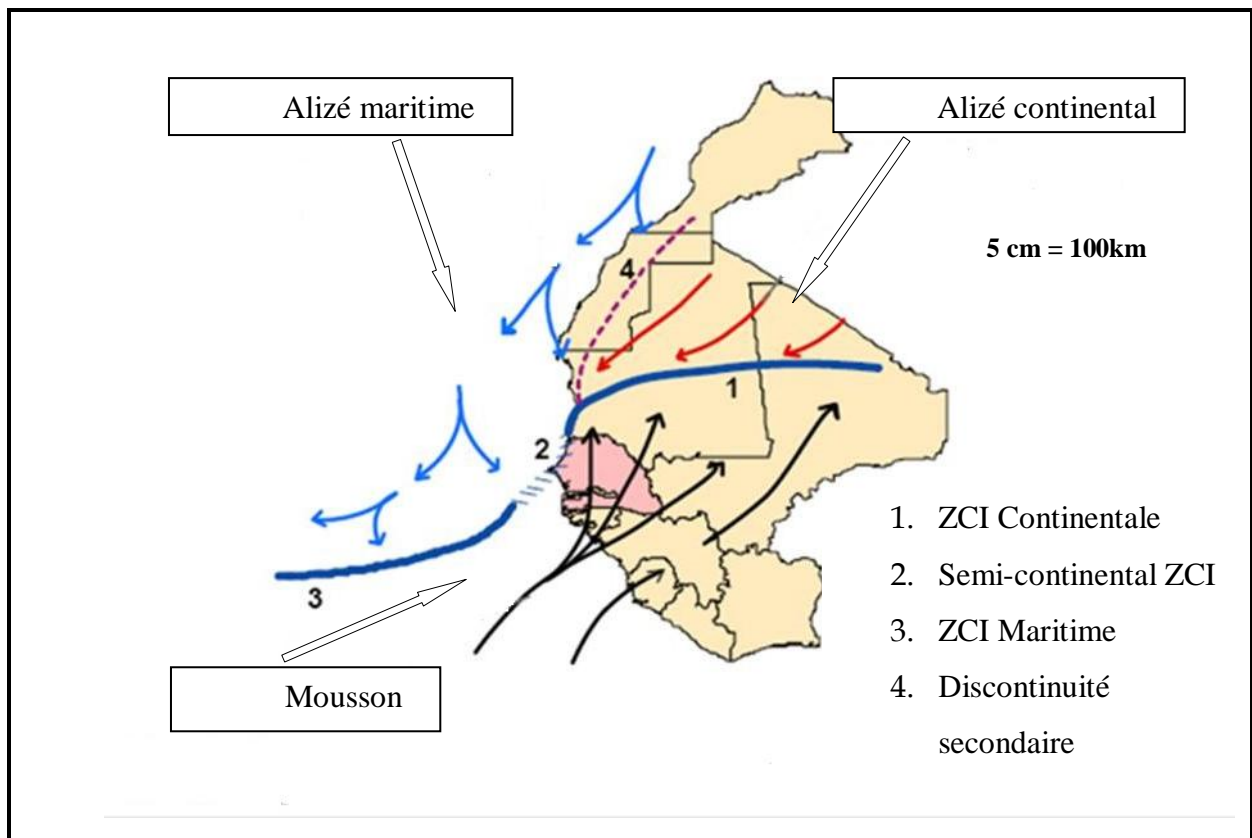 Alizé maritime
Alizé continental
5 cm = 100km
4
1
2
3
Mousson
1. ZCI Continentale
2. Semi-continental ZCI
3. ZCI Maritime
4. Discontinuité
secondaire